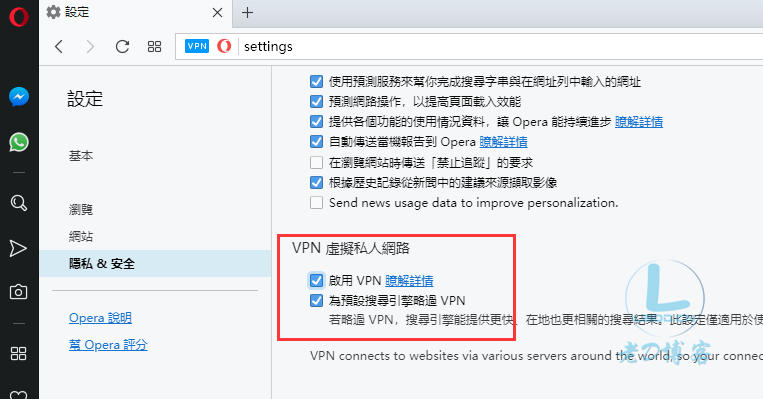 設定
VPN settings
設定
基本
瀏覽
網站
隱私 & 安全
Opera 說明
幫 Opera 評分
使用預測服務來幫你完成搜尋字串與在網址列中輸入的網址
預測網路操作，以提高頁面載入效能
提供各個功能的使用情況資料，讓 Opera 能持續進步 瞭解詳情
自動傳送當機報告到 Opera 瞭解詳情
在瀏覽網站時傳送「禁止追蹤」的要求
根據歷史記錄從新聞中的建議來源擷取影像
Send news usage data to improve personalization.
VPN 虛擬私人網路
啟用 VPN 瞭解詳情
為預設搜尋引擎略過 VPN
若略過 VPN，搜尋引擎能提供更快、在地也更相關的搜尋結果。此設定僅適用於使
VPN connects to websites via various servers around the world, so your connec
老刀博客